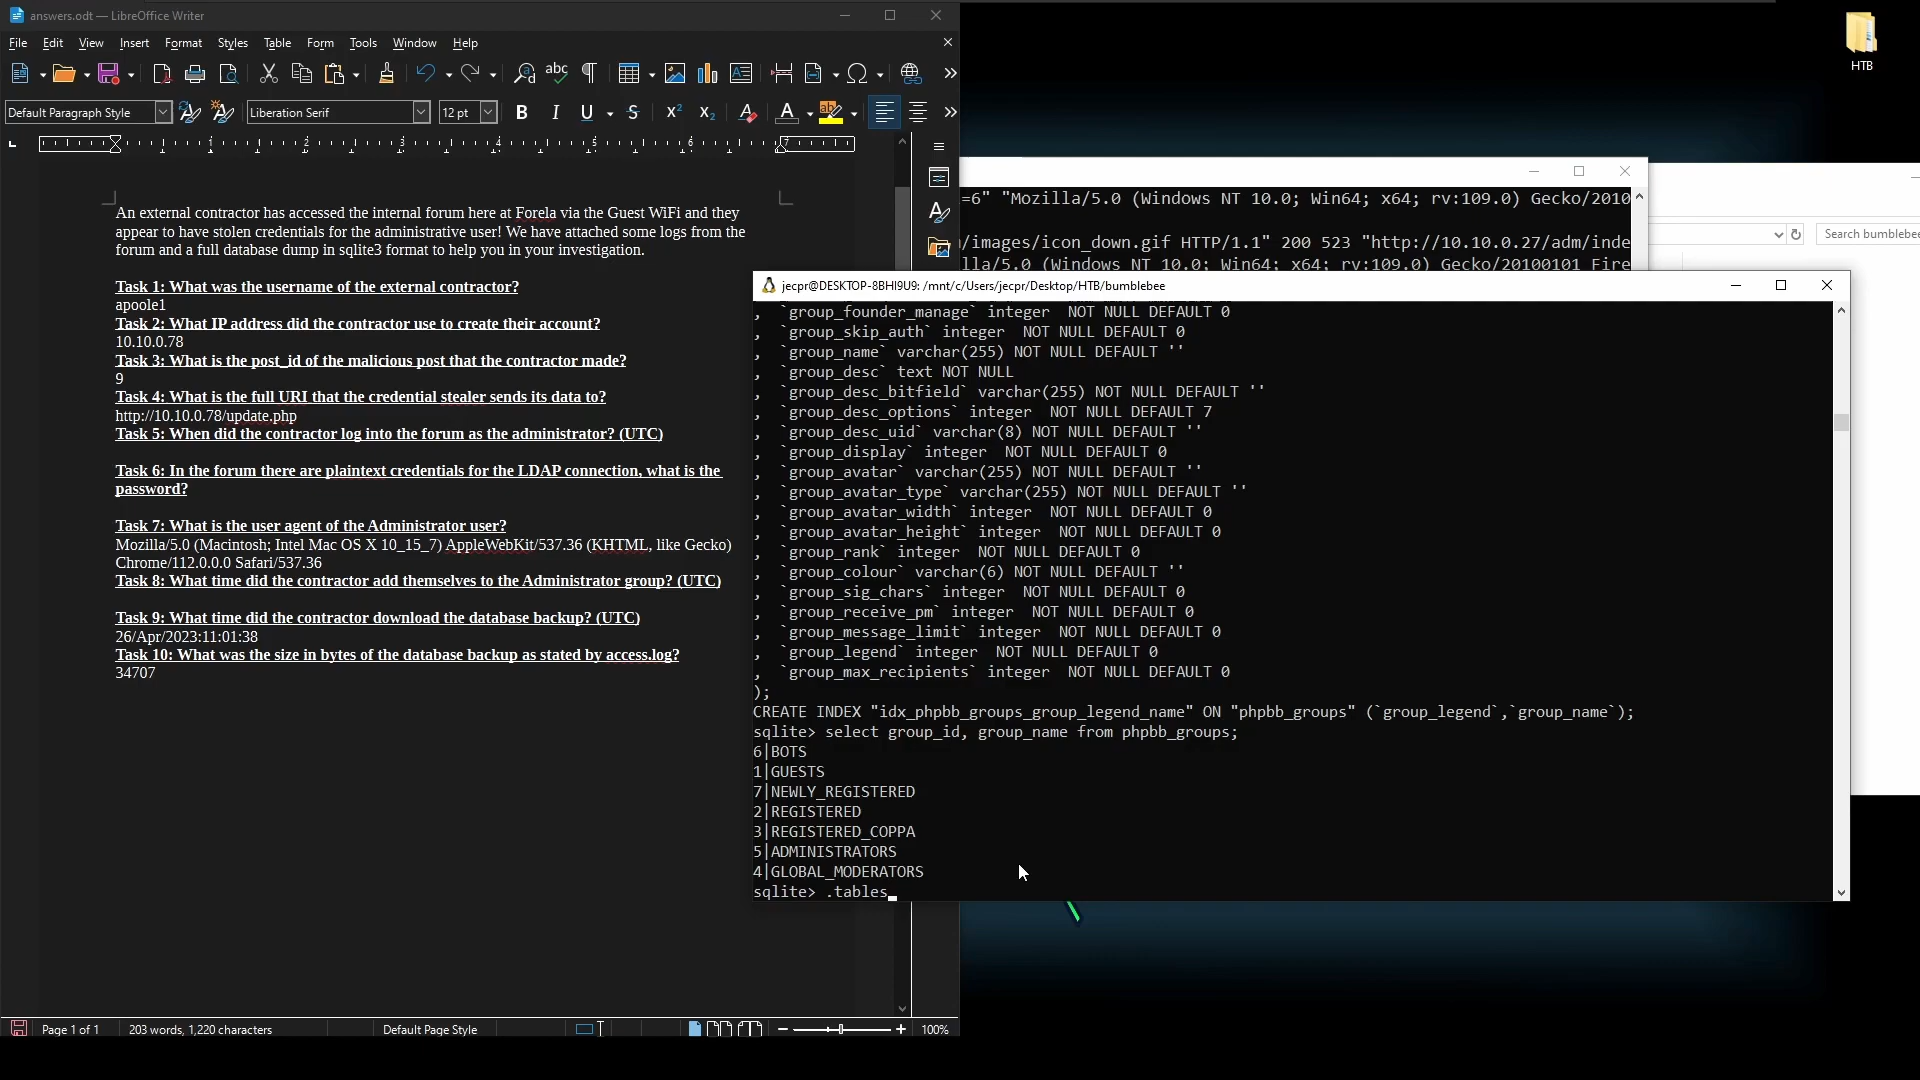 answers.odt — LibreOffice Writer
File Edit View Insert Format Styles Table Form Tools Window Help
Default Paragraph Style
Liberation Serif
12 pt
1 2 3 4 5 6 7
An external contractor has accessed the internal forum here at Forela via the Guest WiFi and they
appear to have stolen credentials for the administrative user! We have attached some logs from the
forum and a full database dump in sqlite3 format to help you in your investigation.
Task 1: What was the username of the external contractor?
apoole1
Task 2: What IP address did the contractor use to create their account?
10.10.0.78
Task 3: What is the post_id of the malicious post that the contractor made?
9
Task 4: What is the full URI that the credential stealer sends its data to?
http://10.10.0.78/update.php
Task 5: When did the contractor log into the forum as the administrator? (UTC)
Task 6: In the forum there are plaintext credentials for the LDAP connection, what is the
password?
Task 7: What is the user agent of the Administrator user?
Mozilla/5.0 (Macintosh; Intel Mac OS X 10_15_7) AppleWebKit/537.36 (KHTML, like Gecko)
Chrome/112.0.0.0 Safari/537.36
Task 8: What time did the contractor add themselves to the Administrator group? (UTC)
Task 9: What time did the contractor download the database backup? (UTC)
26/Apr/2023:11:01:38
Task 10: What was the size in bytes of the database backup as stated by access.log?
34707
Page 1 of 1
203 words, 1,220 characters
Default Page Style
100%
HTB
Search bumblebee
=6" "Mozilla/5.0 (Windows NT 10.0; Win64; x64; rv:109.0) Gecko/2010
/images/icon_down.gif HTTP/1.1" 200 523 "http://10.10.0.27/adm/inde
lla/5.0 (Windows NT 10.0; Win64; x64; rv:109.0) Gecko/20100101 Fire
jecpr@DESKTOP-8BHI9U9: /mnt/c/Users/jecpr/Desktop/HTB/bumblebee
,  `group_founder_manage` integer  NOT NULL DEFAULT 0
,  `group_skip_auth` integer  NOT NULL DEFAULT 0
,  `group_name` varchar(255) NOT NULL DEFAULT ''
,  `group_desc` text NOT NULL
,  `group_desc_bitfield` varchar(255) NOT NULL DEFAULT ''
,  `group_desc_options` integer  NOT NULL DEFAULT 7
,  `group_desc_uid` varchar(8) NOT NULL DEFAULT ''
,  `group_display` integer  NOT NULL DEFAULT 0
,  `group_avatar` varchar(255) NOT NULL DEFAULT ''
,  `group_avatar_type` varchar(255) NOT NULL DEFAULT ''
,  `group_avatar_width` integer  NOT NULL DEFAULT 0
,  `group_avatar_height` integer  NOT NULL DEFAULT 0
,  `group_rank` integer  NOT NULL DEFAULT 0
,  `group_colour` varchar(6) NOT NULL DEFAULT ''
,  `group_sig_chars` integer  NOT NULL DEFAULT 0
,  `group_receive_pm` integer  NOT NULL DEFAULT 0
,  `group_message_limit` integer  NOT NULL DEFAULT 0
,  `group_legend` integer  NOT NULL DEFAULT 0
,  `group_max_recipients` integer  NOT NULL DEFAULT 0
);
CREATE INDEX "idx_phpbb_groups_group_legend_name" ON "phpbb_groups" (`group_legend`,`group_name`);
sqlite> select group_id, group_name from phpbb_groups;
6|BOTS
1|GUESTS
7|NEWLY_REGISTERED
2|REGISTERED
3|REGISTERED_COPPA
5|ADMINISTRATORS
4|GLOBAL_MODERATORS
sqlite> .tables